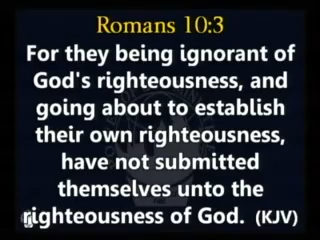 Romans 10:3
For they being ignorant of
God's righteousness, and
going about to establish
their own righteousness,
have not submitted
themselves unto the
righteousness of God. (KJV)